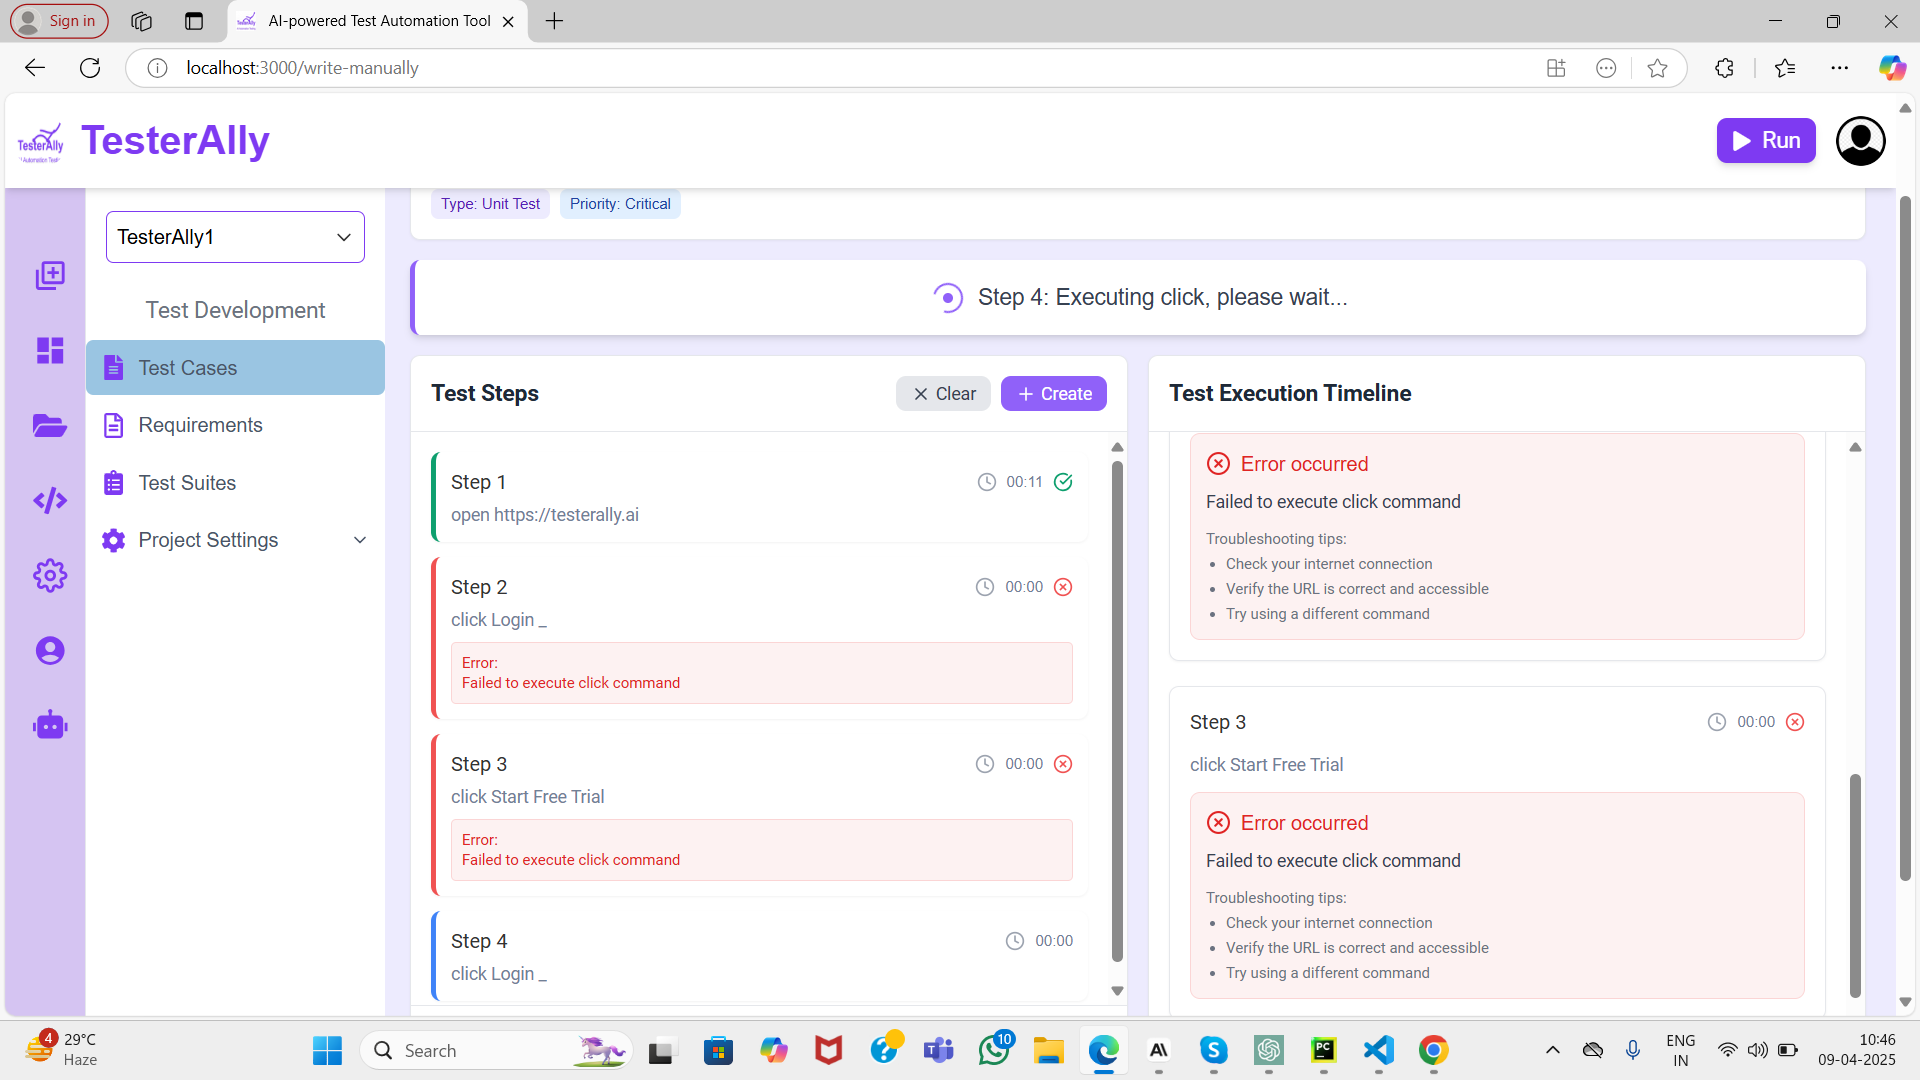 Sign in
AI-powered Test Automation Tool
localhost:3000/write-manually
TesterAlly
"I Automation Test"
TesterAlly
Run
TesterAlly1
Test Development
Test Cases
Requirements
Test Suites
Project Settings
Type: Unit Test
Priority: Critical
Step 4: Executing click, please wait...
Test Steps
Clear
Create
Step 1
00:11
open https://testerally.ai
Step 2
00:00
click Login _
Error:
Failed to execute click command
Step 3
00:00
click Start Free Trial
Error:
Failed to execute click command
Step 4
00:00
click Login _
Test Execution Timeline
Error occurred
Failed to execute click command
Troubleshooting tips:
• Check your internet connection
• Verify the URL is correct and accessible
• Try using a different command
Step 3
00:00
click Start Free Trial
Error occurred
Failed to execute click command
Troubleshooting tips:
• Check your internet connection
• Verify the URL is correct and accessible
• Try using a different command
4
29°C
Haze
Search
10
ENG
IN
10:46
09-04-2025